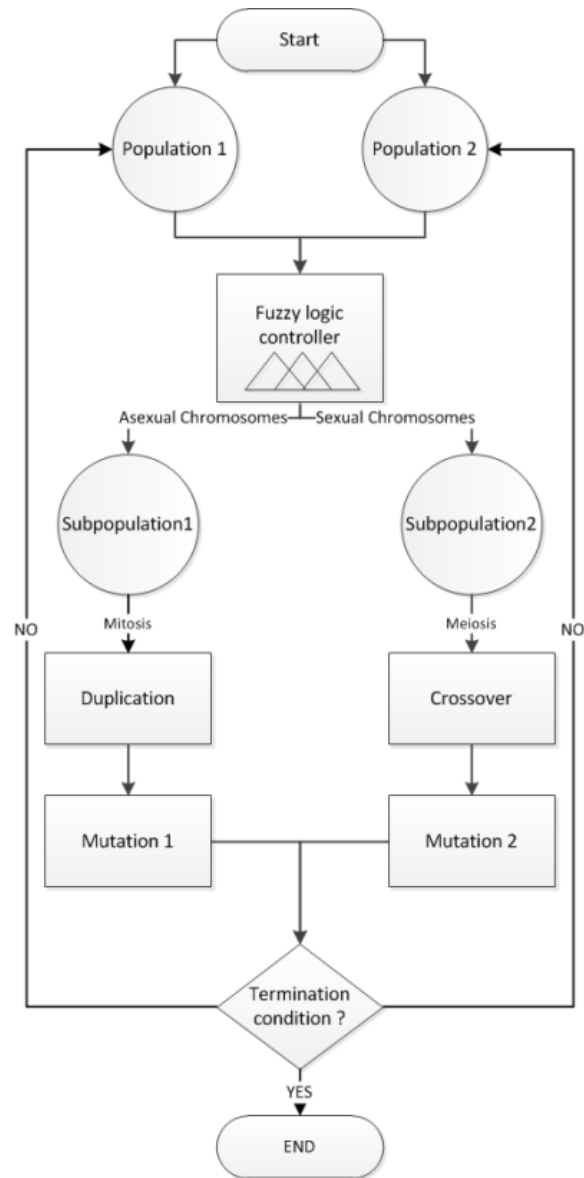 Start
Population 1
Population 2
Fuzzy logic
controller
Asexual Chromosomes
Sexual Chromosomes
Subpopulation1
Subpopulation2
NO
Mitosis
Meiosis
NO
Duplication
Crossover
Mutation 1
Mutation 2
Termination
condition ?
YES
END